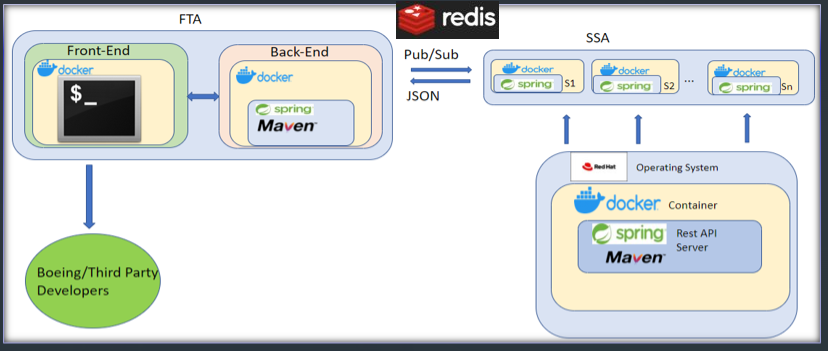 FTA
redis
SSA
Front-End
docker
$_
Back-End
docker
spring
Maven
Pub/Sub
JSON
docker
spring
S1
docker
spring
S2
...
docker
spring
Sn
Red Hat
Operating System
docker
Container
spring
Rest API
Server
Maven
Boeing/Third Party
Developers